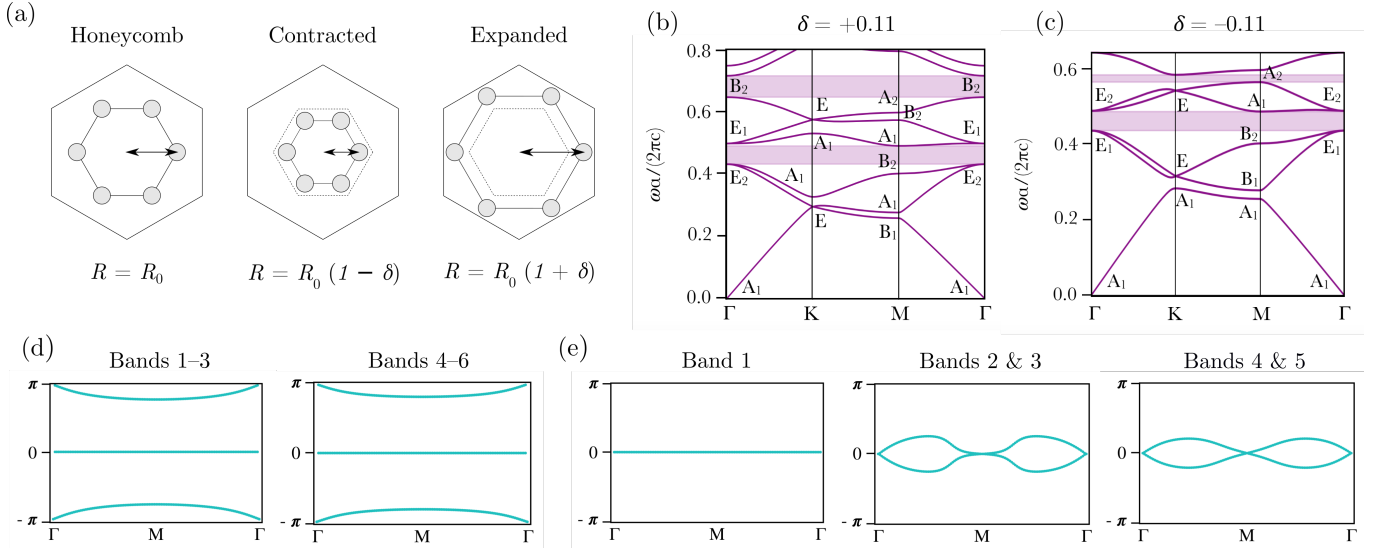 (a)
Honeycomb Contracted Expanded
R = R₀ R = R₀ (1 − δ) R = R₀ (1 + δ)
(b) δ = +0.11
ωa/(2πc)
0.8
0.6
0.4
0.2
0.0
B₂ A₂ B₂
E B₂
E₁ A₁ A₁ E₁
B₂
E₂ A₁ E₂
A₁
E B₁
A₁ A₁
Γ K M Γ
(c) δ = −0.11
ωa/(2πc)
0.6
0.4
0.2
0.0
A₂
E₂ E A₁ E₂
B₂
E₁ E₁
E B₁
A₁ A₁
A₁ A₁
Γ K M Γ
(d)
Bands 1–3 Bands 4–6
π π
0 0
- π - π
Γ M Γ Γ M Γ
(e)
Band 1 Bands 2 & 3 Bands 4 & 5
π π π
0 0 0
- π - π - π
Γ M Γ Γ M Γ Γ M Γ